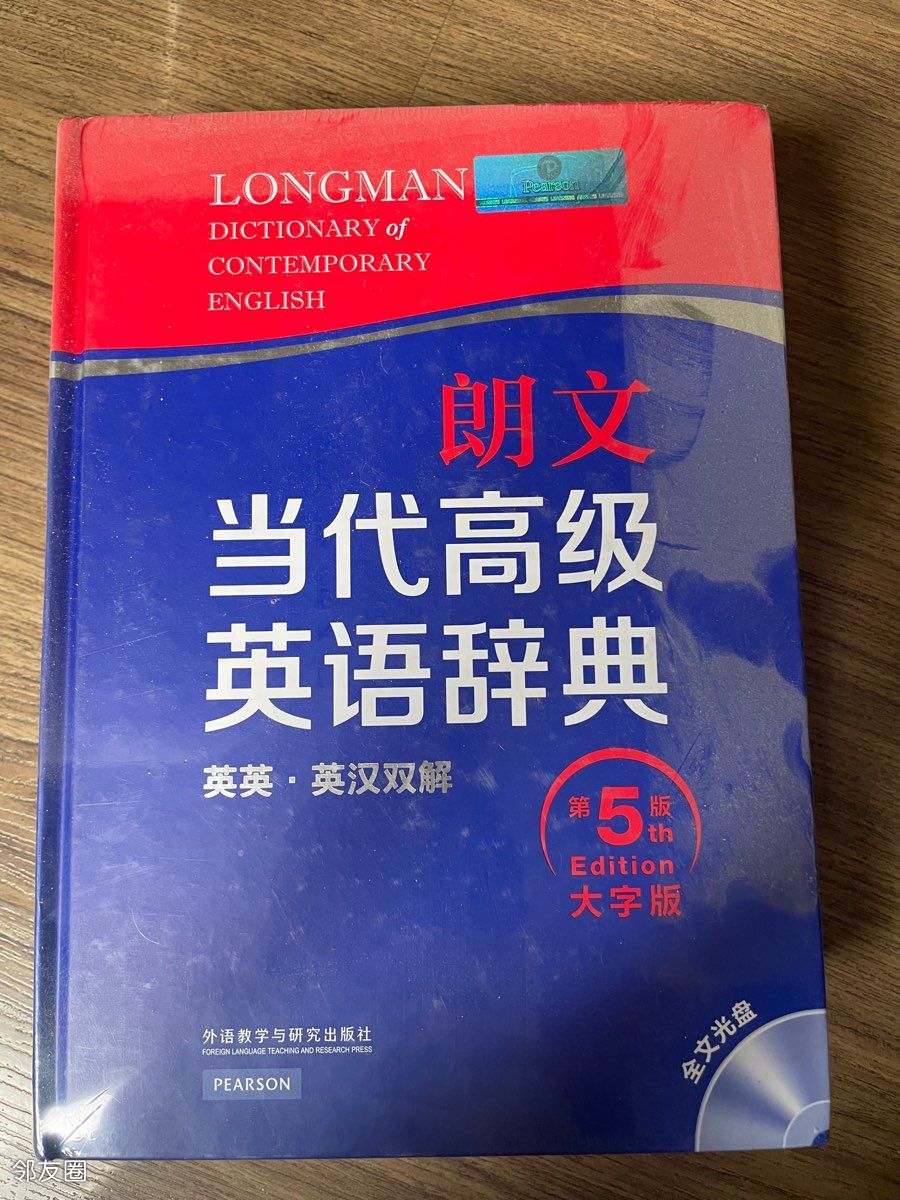 LONGMAN
Pearson
DICTIONARY of
CONTEMPORARY
ENGLISH
朗文
当代高级
英语辞典
英英·英汉双解
第5版
th
Edition
大字版
全文光盘
外语教学与研究出版社
FOREIGN LANGUAGE TEACHING AND RESEARCH PRESS
PEARSON
邻友圈